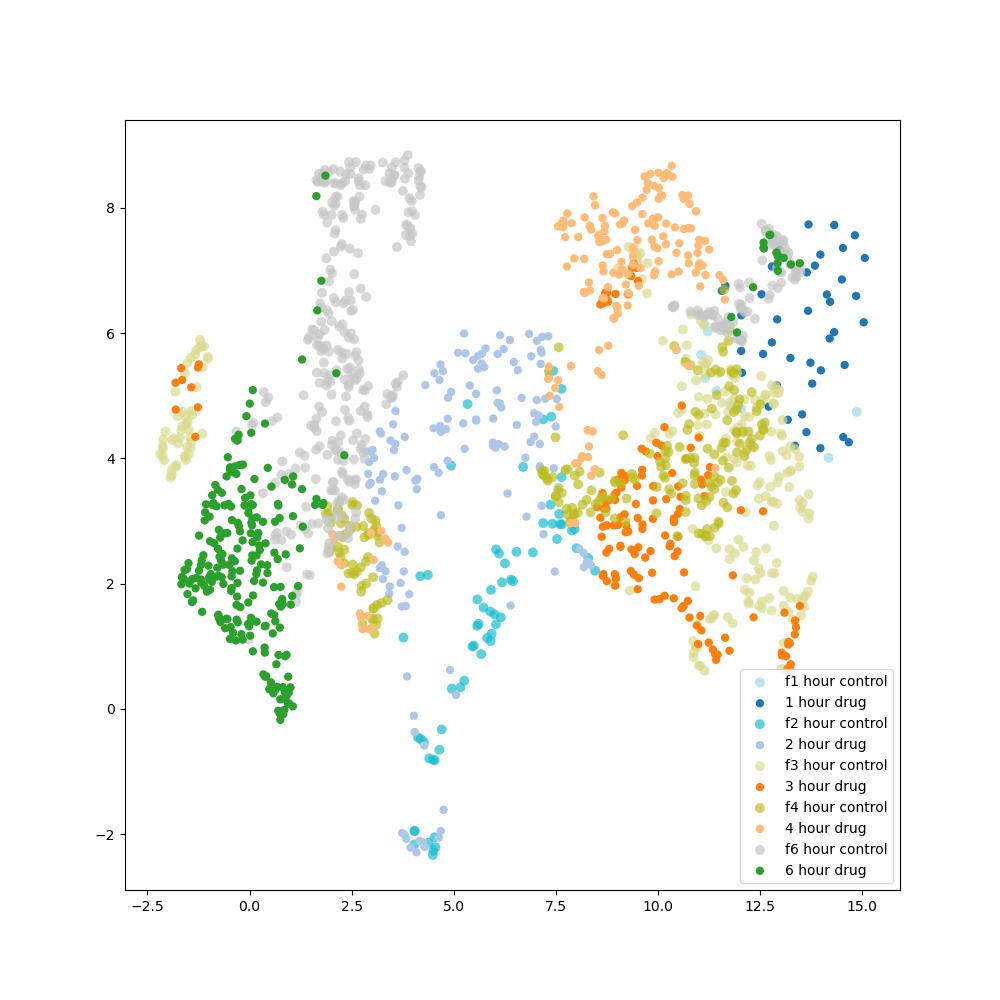 8
6
4
2
0
−2
−2.5 0.0 2.5 5.0 7.5 10.0 12.5 15.0
f1 hour control
1 hour drug
f2 hour control
2 hour drug
f3 hour control
3 hour drug
f4 hour control
4 hour drug
f6 hour control
6 hour drug